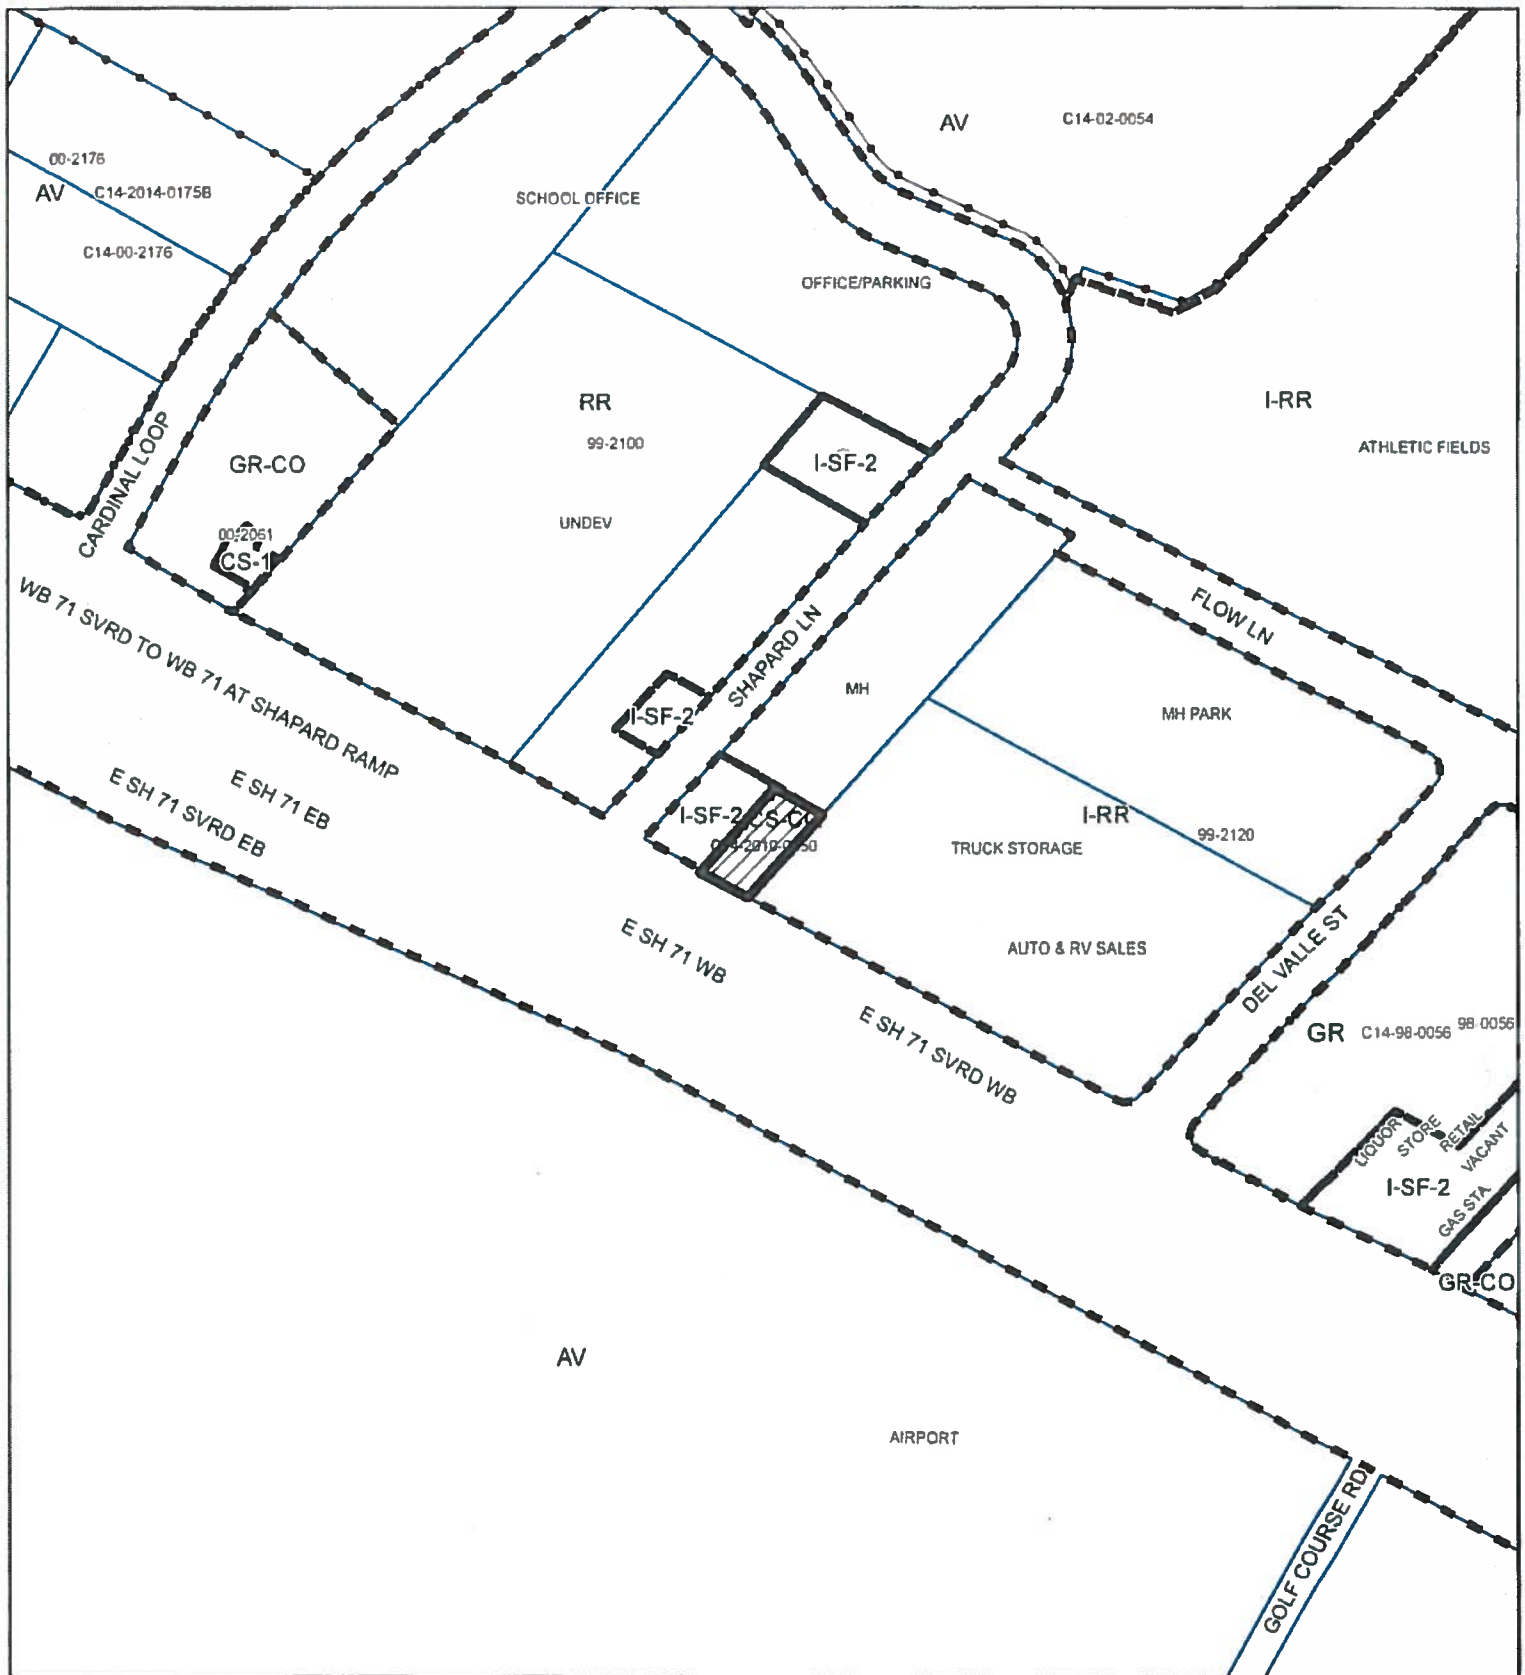 AV
C14-02-0054
00-2176
AV
C14-2014-0175B
C14-00-2176
SCHOOL OFFICE
OFFICE/PARKING
RR
99-2100
I-RR
ATHLETIC FIELDS
GR-CO
I-SF-2
CARDINAL LOOP
UNDEV
00-2061
CS-1
WB 71 SVRD TO WB 71 AT SHAPARD RAMP
FLOW LN
SHAPARD LN
MH
MH PARK
I-SF-2
E SH 71 EB
E SH 71 SVRD EB
I-SF-2
I-RR
99-2120
TRUCK STORAGE
E SH 71 WB
AUTO & RV SALES
DEL VALLE ST
E SH 71 SVRD WB
GR
C14-98-0056
98-0056
LIQUOR
STORE
RETAIL
VACANT
I-SF-2
GAS STA
GR-CO
AV
AIRPORT
GOLF COURSE RD